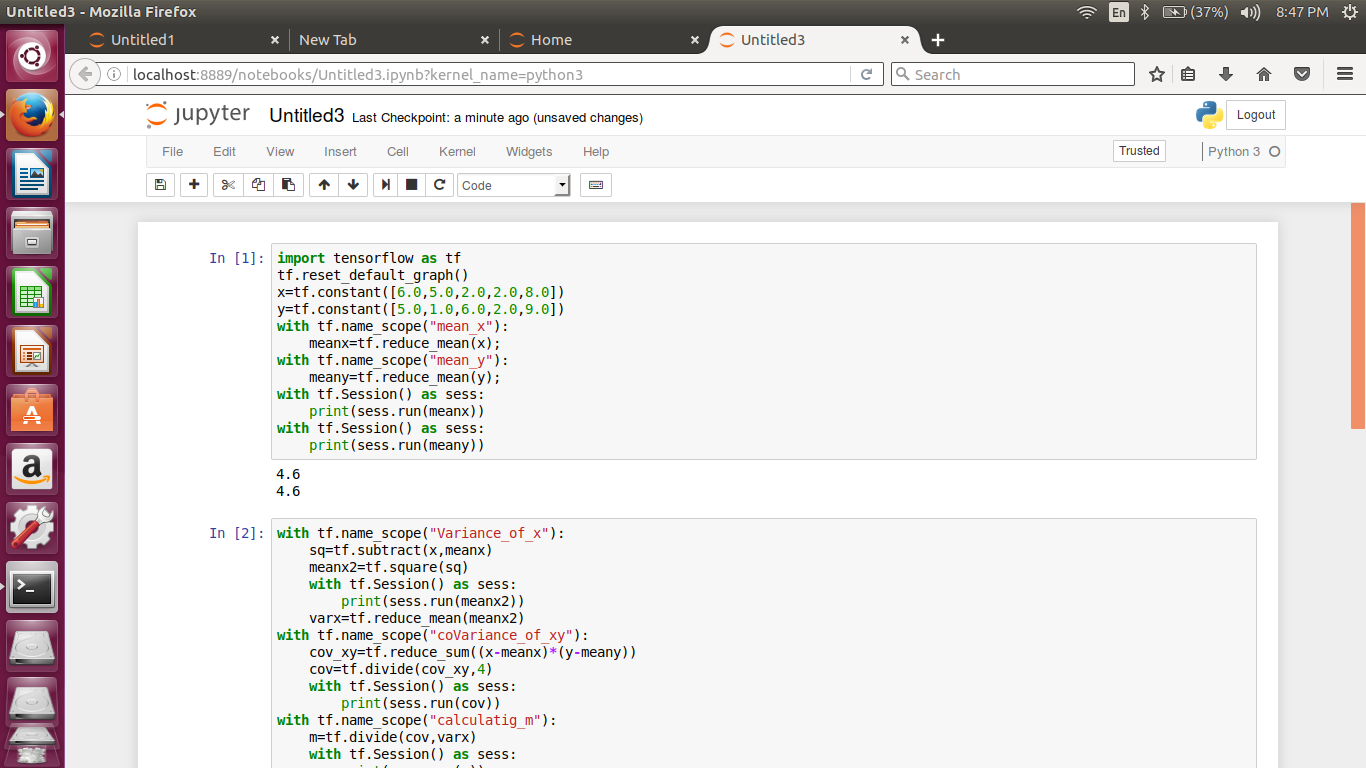 Untitled3 - Mozilla Firefox
En
(37%)
8:47 PM
Untitled1
New Tab
Home
Untitled3
localhost:8889/notebooks/Untitled3.ipynb?kernel_name=python3
Search
jupyter
Untitled3 Last Checkpoint: a minute ago (unsaved changes)
Logout
File Edit View Insert Cell Kernel Widgets Help
Trusted
Python 3
Code
In [1]:
import tensorflow as tf
tf.reset_default_graph()
x=tf.constant([6.0,5.0,2.0,2.0,8.0])
y=tf.constant([5.0,1.0,6.0,2.0,9.0])
with tf.name_scope("mean_x"):
    meanx=tf.reduce_mean(x);
with tf.name_scope("mean_y"):
    meany=tf.reduce_mean(y);
with tf.Session() as sess:
    print(sess.run(meanx))
with tf.Session() as sess:
    print(sess.run(meany))
4.6
4.6
In [2]:
with tf.name_scope("Variance_of_x"):
    sq=tf.subtract(x,meanx)
    meanx2=tf.square(sq)
    with tf.Session() as sess:
        print(sess.run(meanx2))
    varx=tf.reduce_mean(meanx2)
with tf.name_scope("coVariance_of_xy"):
    cov_xy=tf.reduce_sum((x-meanx)*(y-meany))
    cov=tf.divide(cov_xy,4)
    with tf.Session() as sess:
        print(sess.run(cov))
with tf.name_scope("calculatig_m"):
    m=tf.divide(cov,varx)
    with tf.Session() as sess: